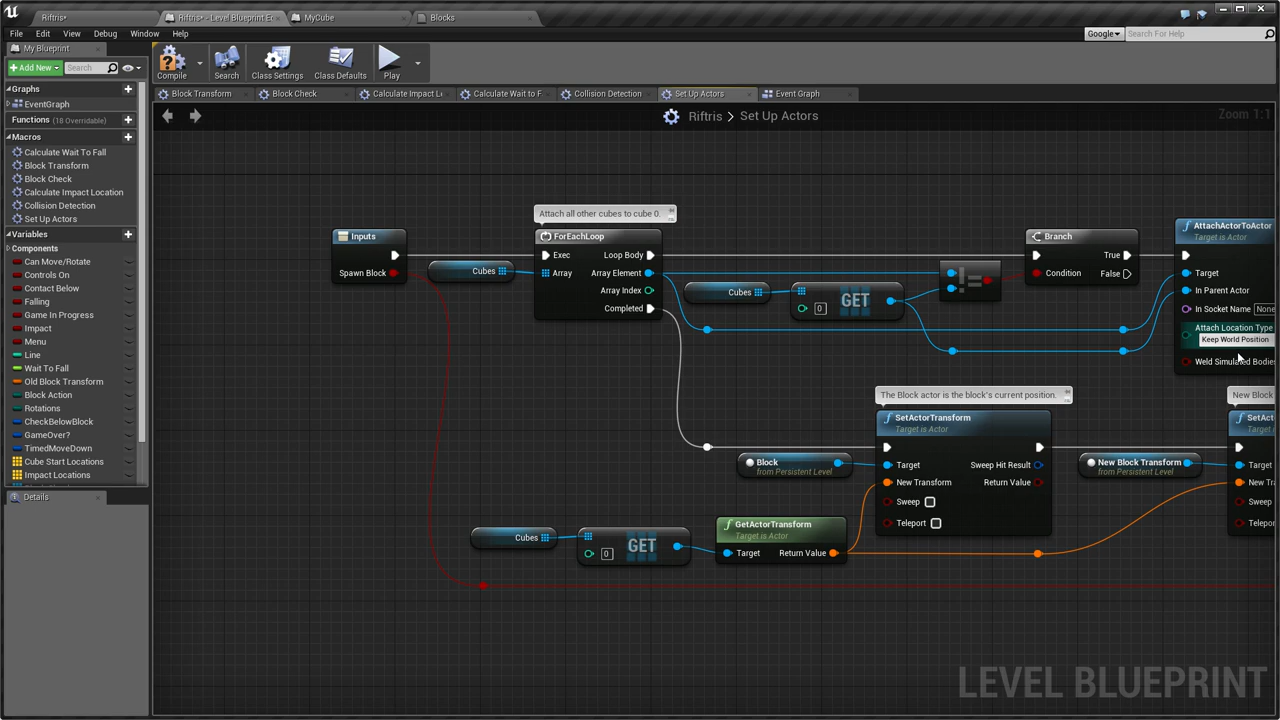 Riftris*
Riftris* - Level Blueprint Ed
MyCube
Blocks
File Edit View Debug Window Help
Google
Search For Help
My Blueprint
Add New
Search
Compile
Search
Class Settings
Class Defaults
Play
Graphs
EventGraph
Functions (18 Overridable)
Macros
Calculate Wait To Fall
Block Transform
Block Check
Calculate Impact Location
Collision Detection
Set Up Actors
Variables
Components
Can Move/Rotate
Controls On
Contact Below
Falling
Game In Progress
Impact
Menu
Line
Wait To Fall
Old Block Transform
Block Action
Rotations
CheckBelowBlock
GameOver?
TimedMoveDown
Cube Start Locations
Impact Locations
Details
Block Transform
Block Check
Calculate Impact Lo
Calculate Wait to F
Collision Detection
Set Up Actors
Event Graph
Riftris > Set Up Actors
Zoom 1:1
Inputs
Spawn Block
Cubes
Attach all other cubes to cube 0.
ForEachLoop
Exec Loop Body
Array Array Element
Array Index
Completed
Cubes
0 GET
!=
Branch
True
Condition False
AttachActorToActor
Target is Actor
Target
In Parent Actor
In Socket Name None
Attach Location Type
Keep World Position
Weld Simulated Bodies
The Block actor is the block's current position.
SetActorTransform
Target is Actor
Target Sweep Hit Result
New Transform Return Value
Sweep
Teleport
Block
from Persistent Level
New Block Transform
from Persistent Level
New Block
SetAct
Target
Target
New Tra
Sweep
Telepor
Cubes
0 GET
GetActorTransform
Target is Actor
Target Return Value
LEVEL BLUEPRINT